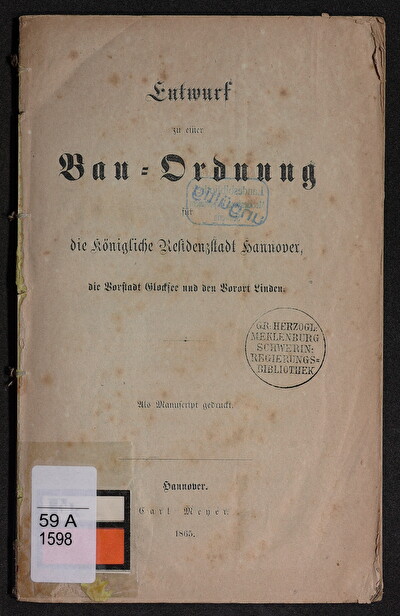 Entwurf
zu einer
Bau-Ordnung
für
die Königliche Residenzstadt Hannover,
die Vorstadt Glocksee und den Vorort Linden.
GR: HERZOGL:
MEKLENBURG
SCHWERIN:
REGIERUNGS=
BIBLIOTHEK
Als Manuscript gedruckt.
Hannover.
Carl Meyer.
1865.
59 A
1598